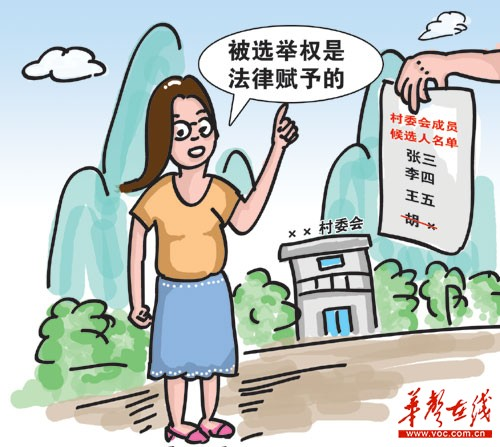 被选举权是
法律赋予的
村委会成员
候选人名单
张三
李四
王五
胡 ×
× × 村委会
华声在线
www.voc.com.cn